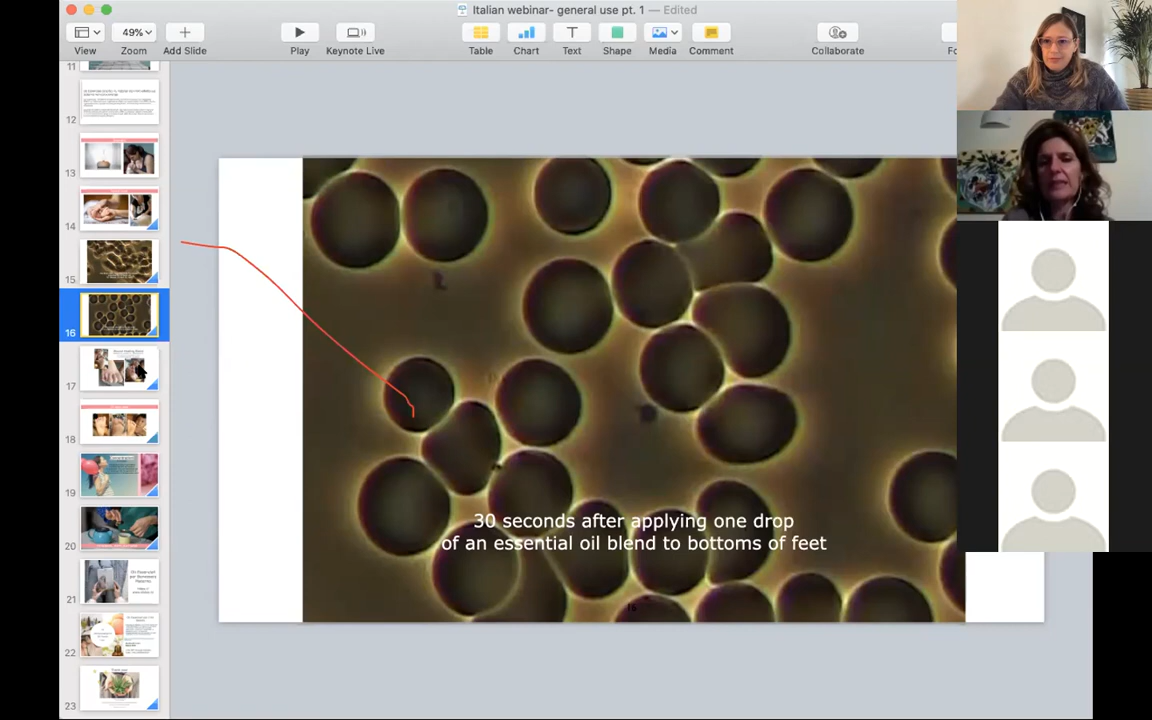 Italian webinar- general use pt. 1 — Edited
49%
View
Zoom
Add Slide
Play
Keynote Live
Table
Chart
Text
Shape
Media
Comment
Collaborate
11
12
13
14
15
16
17
18
19
20
21
22
23
30 seconds after applying one drop
of an essential oil blend to bottoms of feet
16